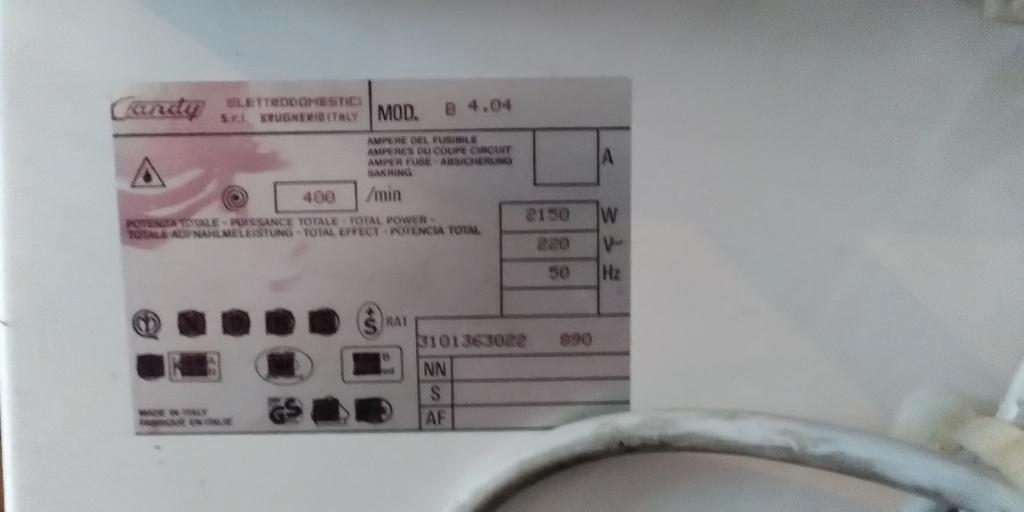 Candy ELETTRODOMESTICI
S.r.l. BRUGHERIO ITALY
MOD. B 4.04
AMPERE DEL FUSIBILE
AMPERES DU COUPE CIRCUIT
AMPER FUSE - ABSICHERUNG
SAKRING
A
400 /min
POTENZA TOTALE - PUISSANCE TOTALE - TOTAL POWER -
TOTALE AUFNAHLMELEISTUNG - TOTAL EFFECT - POTENCIA TOTAL
2150 W
220 V~
50 Hz
+S
3101363022 890
NN
S
AF
GS
MADE IN ITALY
FABRIQUE EN ITALIE